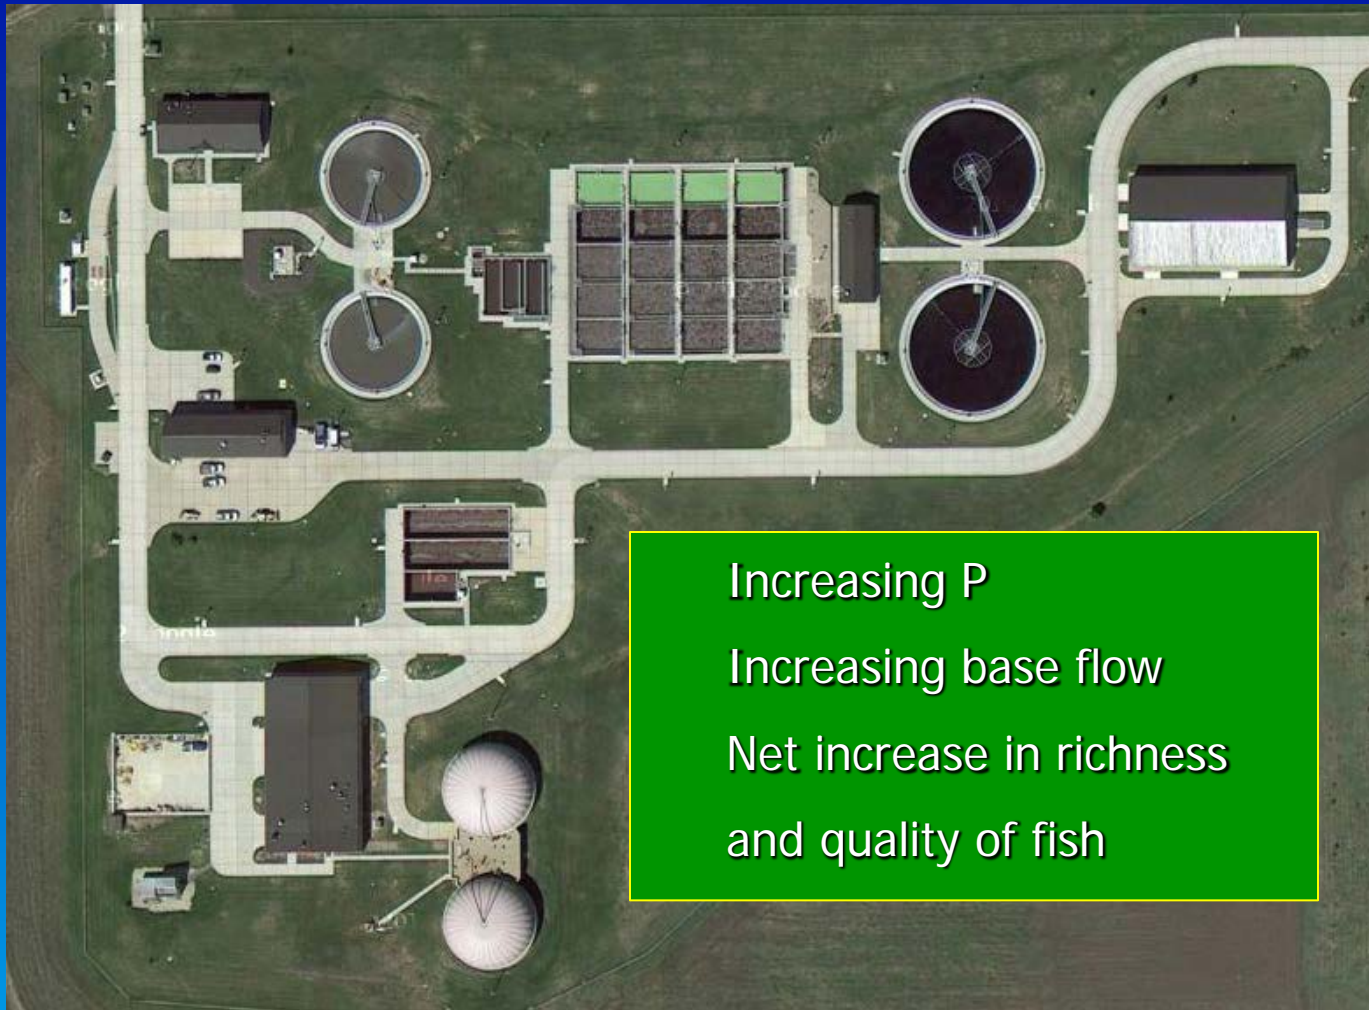 Increasing P
Increasing base flow
Net increase in richness
and quality of fish